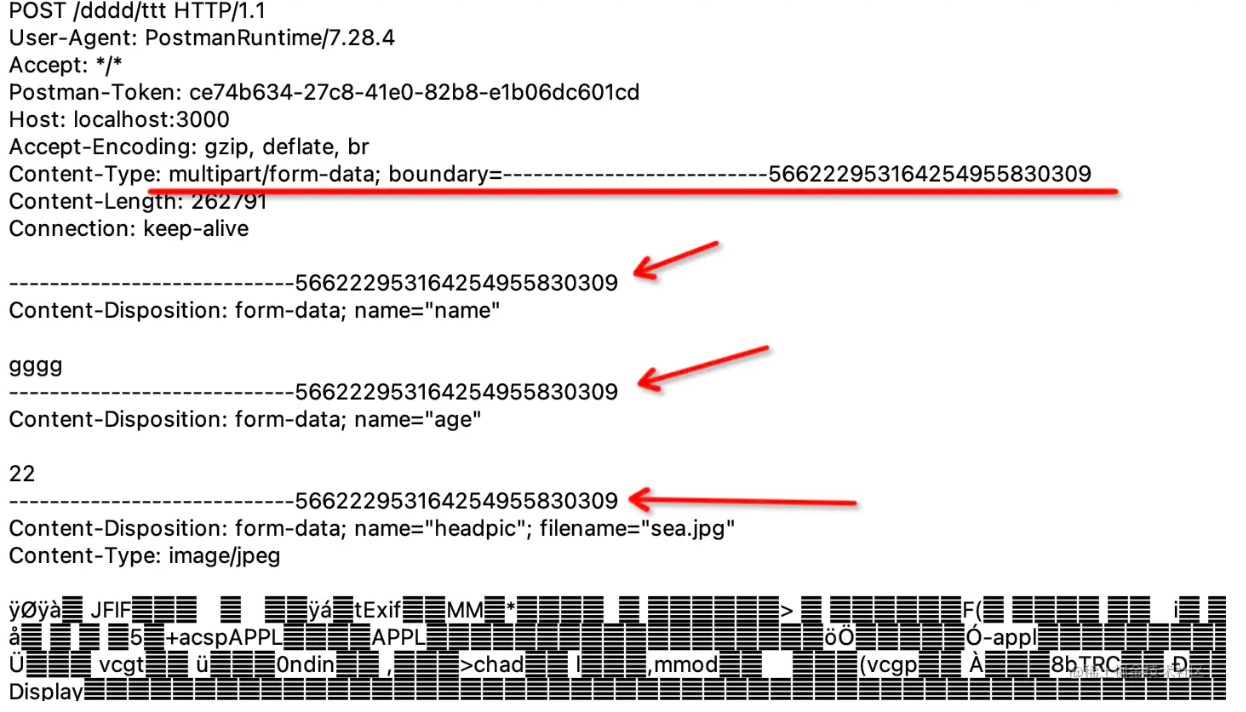 POST /dddd/ttt HTTP/1.1
User-Agent: PostmanRuntime/7.28.4
Accept: */*
Postman-Token: ce74b634-27c8-41e0-82b8-e1b06dc601cd
Host: localhost:3000
Accept-Encoding: gzip, deflate, br
Content-Type: multipart/form-data; boundary=--------------------------566222953164254955830309
Content-Length: 262791
Connection: keep-alive
----------------------------566222953164254955830309
Content-Disposition: form-data; name="name"
gggg
----------------------------566222953164254955830309
Content-Disposition: form-data; name="age"
22
----------------------------566222953164254955830309
Content-Disposition: form-data; name="headpic"; filename="sea.jpg"
Content-Type: image/jpeg
ÿØÿà JFIF ÿá tExif MM * > F( i
å 5 +acspAPPL APPL öÖ Ó-appl
Ü vcgt ü 0ndin , >chad l ,mmod (vcgp À 8bTRC Ð
Display